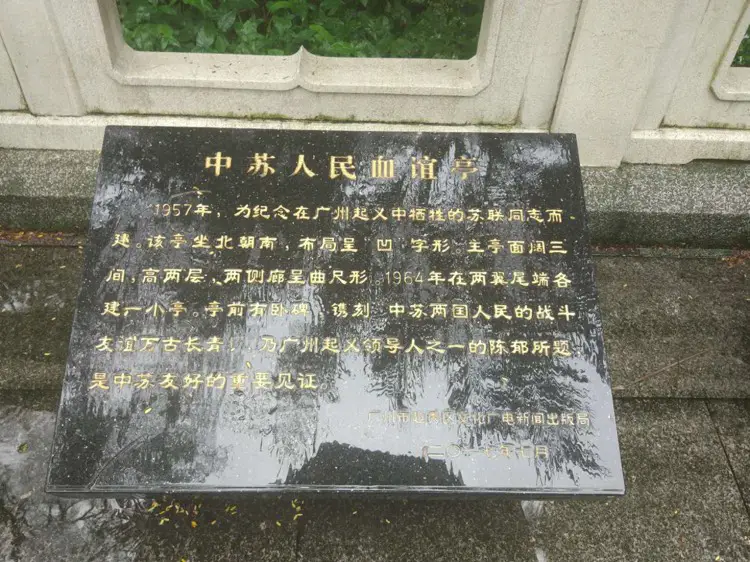 中苏人民血谊亭
1957年，为纪念在广州起义中牺牲的苏联同志而
建。该亭坐北朝南，布局呈“凹”字形。主亭面阔三
间，高两层，两侧廊呈曲尺形。1964年在两翼尾端各
建一小亭。亭前有卧碑，镌刻“中苏两国人民的战斗
友谊万古长青”，乃广州起义领导人之一的陈郁所题，
是中苏友好的重要见证。
广州市越秀区文化广电新闻出版局
二〇一七年七月